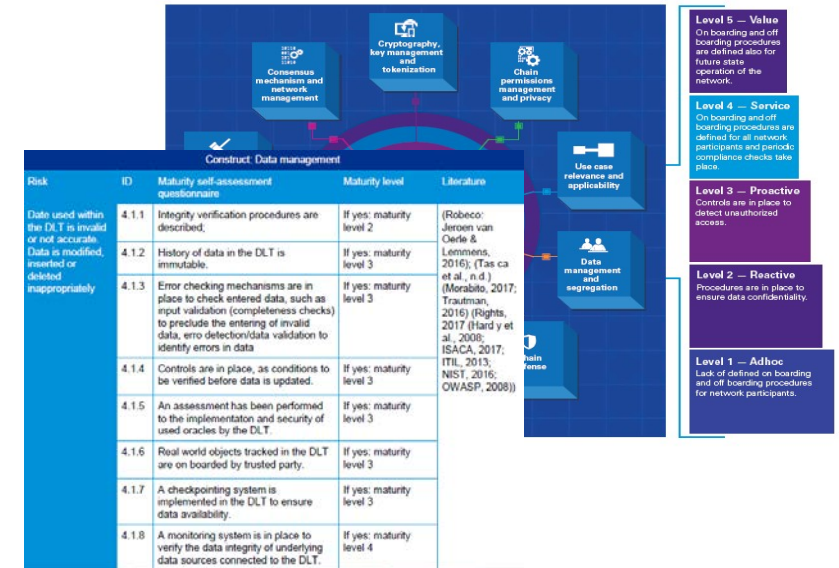 Consensus
mechanism and
network
management
Cryptography,
key management
and
tokenization
Chain
permissions
management
and privacy
Use case
relevance and
applicability
Data
management
and
segregation
hain
fense
Level 5 — Value
On boarding and off
boarding procedures
are defined also for
future state
operation of the
network.
Level 4 — Service
On boarding and off
boarding procedures are
defined for all network
participants and periodic
compliance checks take
place.
Level 3 — Proactive
Controls are in place to
detect unauthorized
access.
Level 2 — Reactive
Procedures are in place to
ensure data confidentiality.
Level 1 — Adhoc
Lack of defined on boarding
and off boarding procedures
for network participants.
Construct: Data management
Risk
ID
Maturity self-assessment
questionnaire
Maturity level
Literature
Date used within
the DLT is invalid
or not accurate.
Data is modified,
inserted or
deleted
inappropriately
4.1.1
Integrity verification procedures are
described;
If yes: maturity
level 2
4.1.2
History of data in the DLT is
immutable.
If yes: maturity
level 3
4.1.3
Error checking mechanisms are in
place to check entered data, such as
input validation (completeness checks)
to preclude the entering of invalid
data, erro detection/data validation to
identify errors in data
If yes: maturity
level 3
4.1.4
Controls are in place, as conditions to
be verified before data is updated.
If yes: maturity
level 3
4.1.5
An assessment has been performed
to the implementaton and security of
used oracles by the DLT.
If yes: maturity
level 3
4.1.6
Real world objects tracked in the DLT
are on boarded by trusted party.
If yes: maturity
level 3
4.1.7
A checkpointing system is
implemented in the DLT to ensure
data availability.
If yes: maturity
level 3
4.1.8
A monitoring system is in place to
verify the data integrity of underlying
data sources connected to the DLT.
If yes: maturity
level 4
(Robeco:
Jeroen van
Oerle &
Lemmens,
2016); (Tas ca
et al., n.d.)
(Morabito, 2017;
Trautman,
2016) (Rights,
2017 (Hard y et
al., 2008;
ISACA, 2017;
ITIL, 2013;
NIST, 2016;
OWASP, 2008))